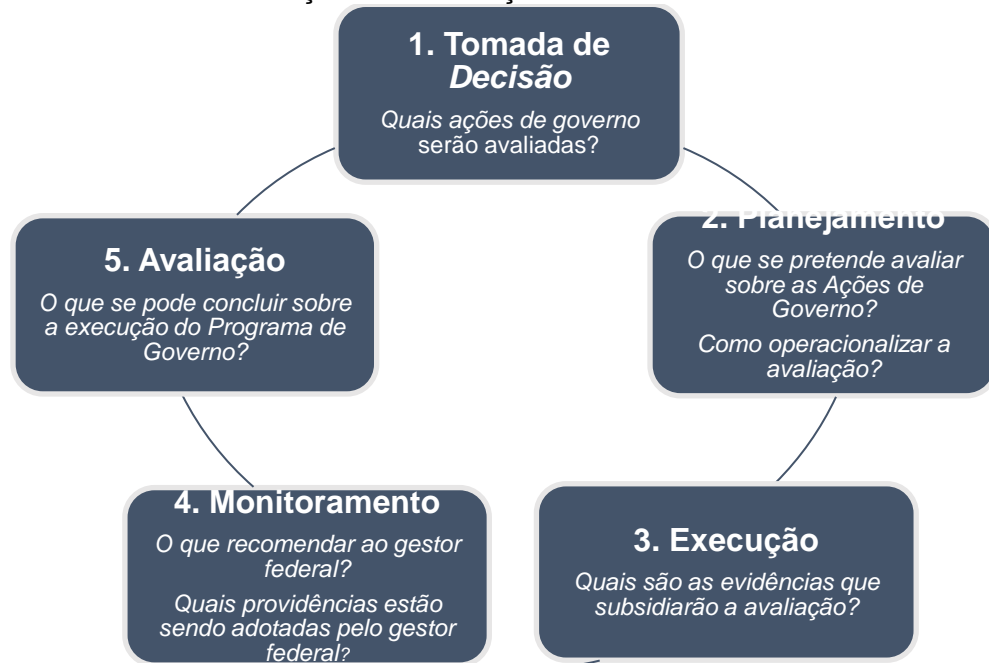 1. Tomada de
Decisão
Quais ações de governo
serão avaliadas?
2. Planejamento
O que se pretende avaliar
sobre as Ações de
Governo?
Como operacionalizar a
avaliação?
3. Execução
Quais são as evidências que
subsidiarão a avaliação?
4. Monitoramento
O que recomendar ao gestor
federal?
Quais providências estão
sendo adotadas pelo gestor
federal?
5. Avaliação
O que se pode concluir sobre
a execução do Programa de
Governo?